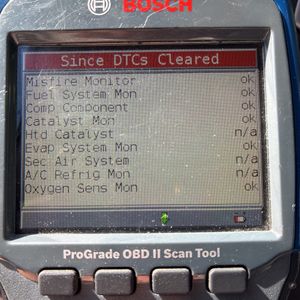 BOSCH
Since DTCs Cleared
Misfire Monitor ok
Fuel System Mon ok
Comp Component ok
Catalyst Mon ok
Htd Catalyst n/a
Evap System Mon ok
Sec Air System n/a
A/C Refrig Mon n/a
Oxygen Sens Mon ok
ProGrade OBD II Scan Tool